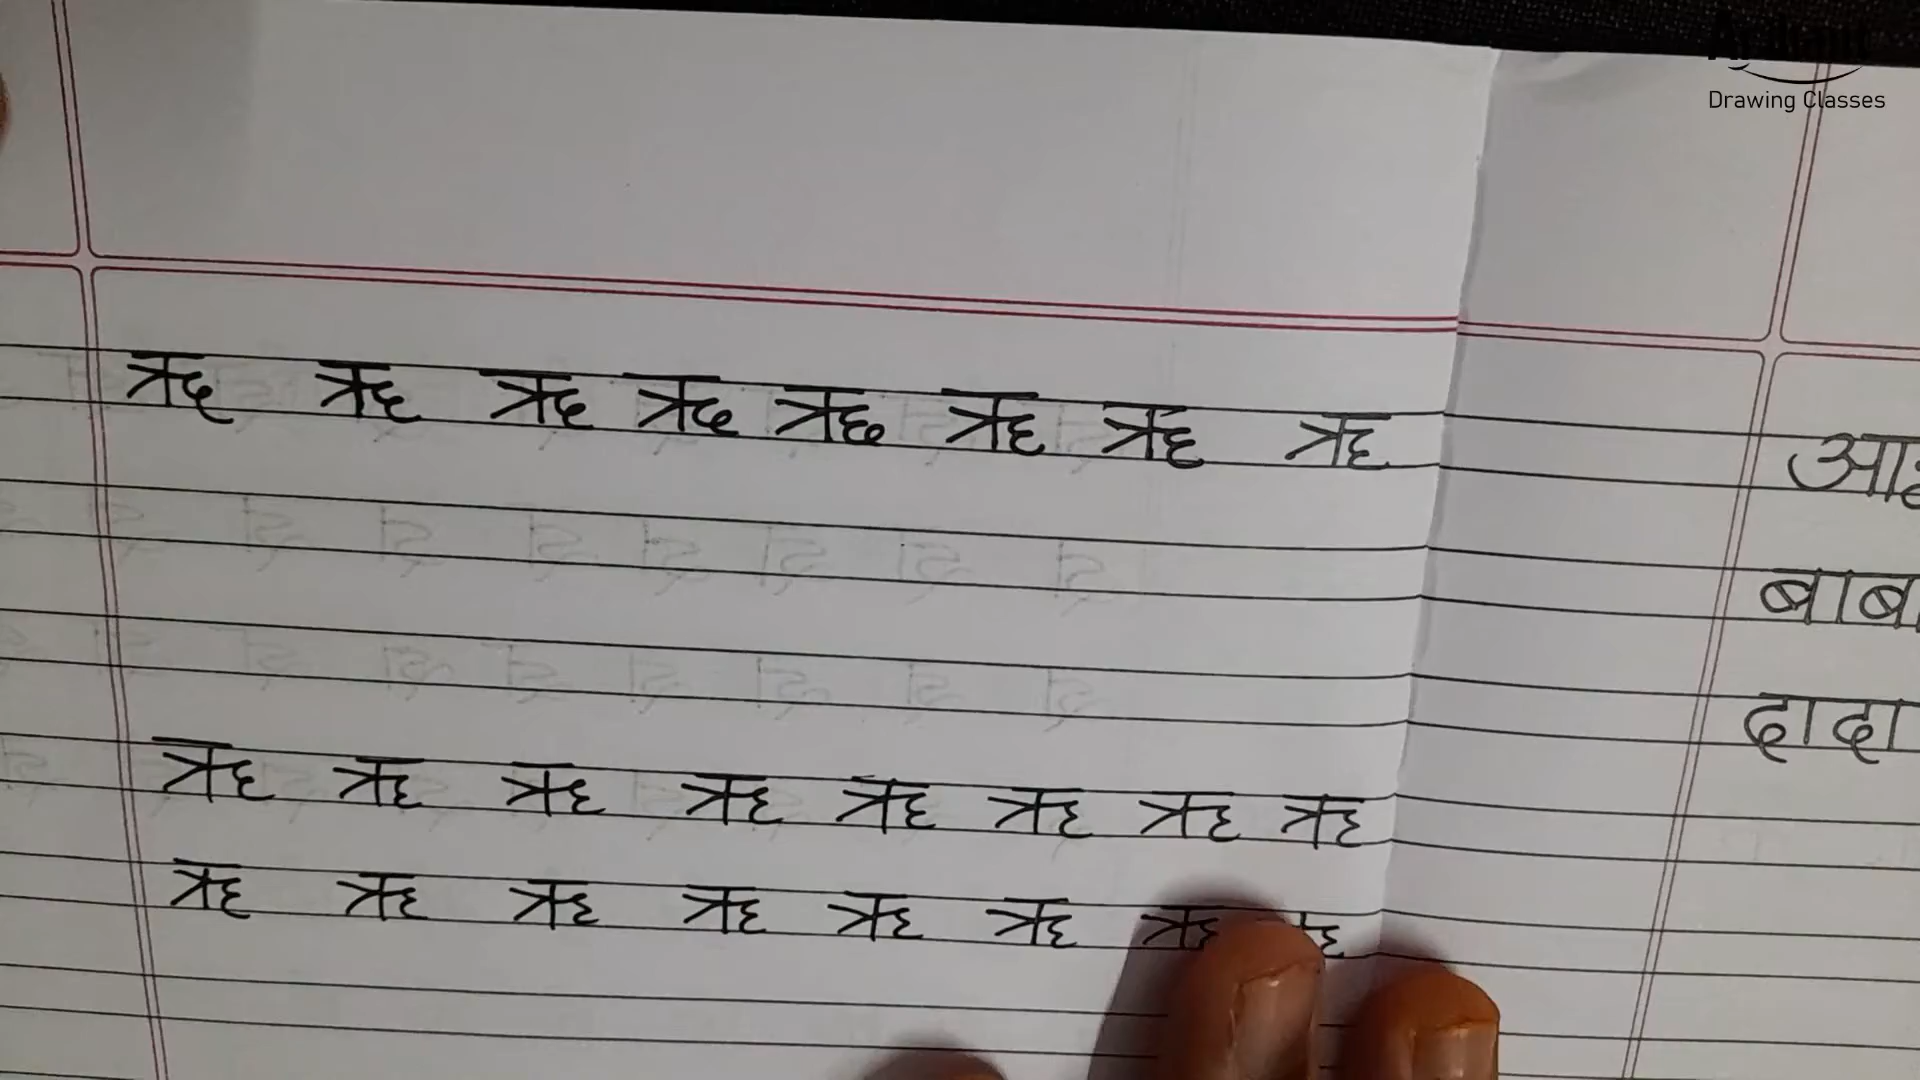 Drawing Classes
ऋ ऋ ऋ ऋ ऋ ऋ ऋ ऋ
बाबा
दादा
ऋ ऋ ऋ ऋ ऋ ऋ ऋ ऋ
ऋ ऋ ऋ ऋ ऋ ऋ ऋ ऋ